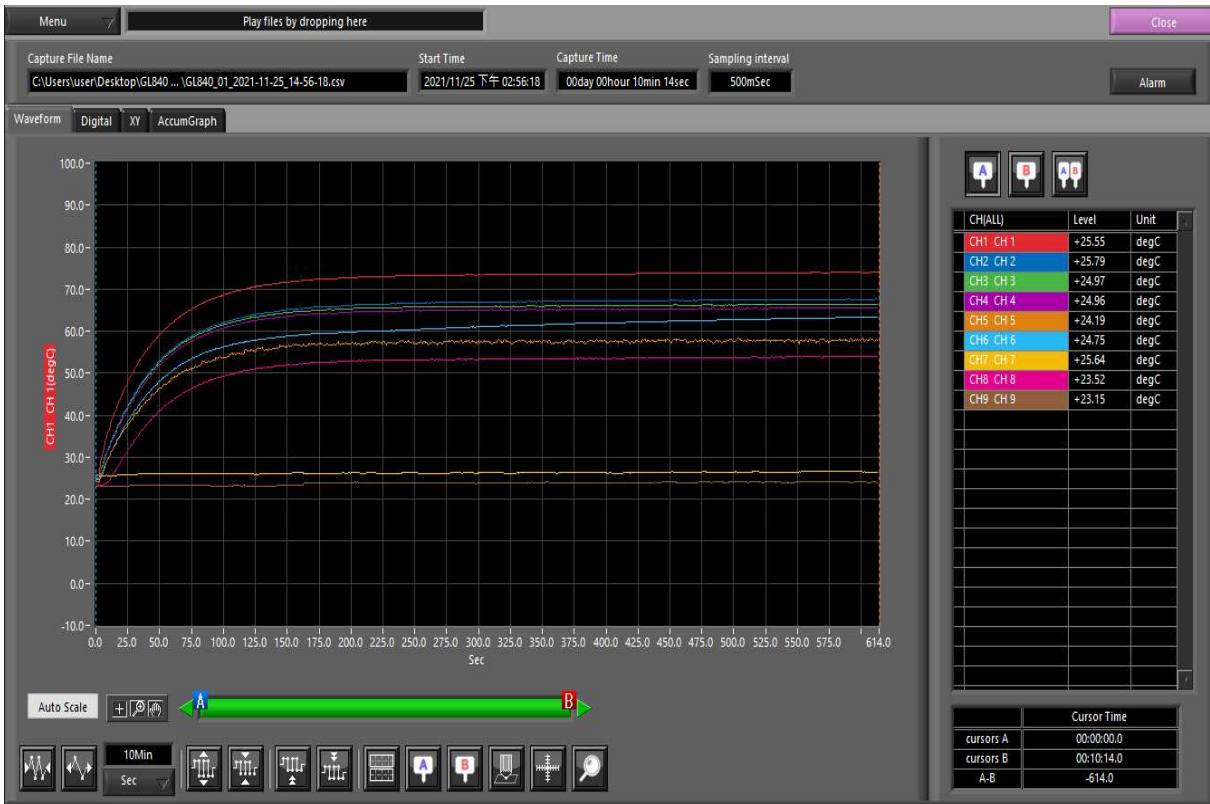 Menu Play files by dropping here Close
Capture File Name Start Time Capture Time Sampling interval
C:\Users\user\Desktop\GL840 ... \GL840_01_2021-11-25_14-56-18.csv 2021/11/25 下午 02:56:18 00day 00hour 10min 14sec 500mSec Alarm
Waveform Digital XY AccumGraph
100.0
90.0
80.0
70.0
60.0
50.0
40.0
30.0
20.0
10.0
0.0
-10.0
CH1 CH 1(degC)
0.0 25.0 50.0 75.0 100.0 125.0 150.0 175.0 200.0 225.0 250.0 275.0 300.0 325.0 350.0 375.0 400.0 425.0 450.0 475.0 500.0 525.0 550.0 575.0 614.0
Sec
A B A B
CH(ALL) Level Unit
CH1 CH 1 +25.55 degC
CH2 CH 2 +25.79 degC
CH3 CH 3 +24.97 degC
CH4 CH 4 +24.96 degC
CH5 CH 5 +24.19 degC
CH6 CH 6 +24.75 degC
CH7 CH 7 +25.64 degC
CH8 CH 8 +23.52 degC
CH9 CH 9 +23.15 degC
Auto Scale A B
10Min
Sec
A B
Cursor Time
cursors A 00:00:00.0
cursors B 00:10:14.0
A-B -614.0